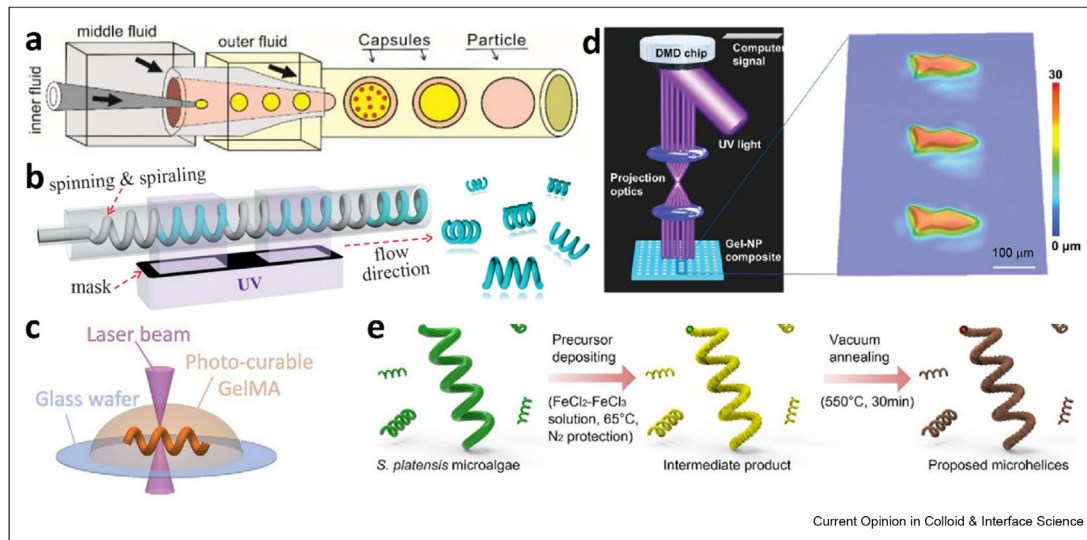 a
middle fluid
outer fluid
inner fluid
Capsules
Particle
b
spinning & spiraling
mask
UV
flow
direction
c
Laser beam
Photo-curable
GelMA
Glass wafer
d
DMD chip
Computer
signal
UV light
Projection
optics
Gel-NP
composite
30
0 μm
100 μm
e
S. platensis microalgae
Precursor
depositing
(FeCl₂-FeCl₃
solution, 65°C,
N₂ protection)
Intermediate product
Vacuum
annealing
(550°C, 30min)
Proposed microhelices
Current Opinion in Colloid & Interface Science